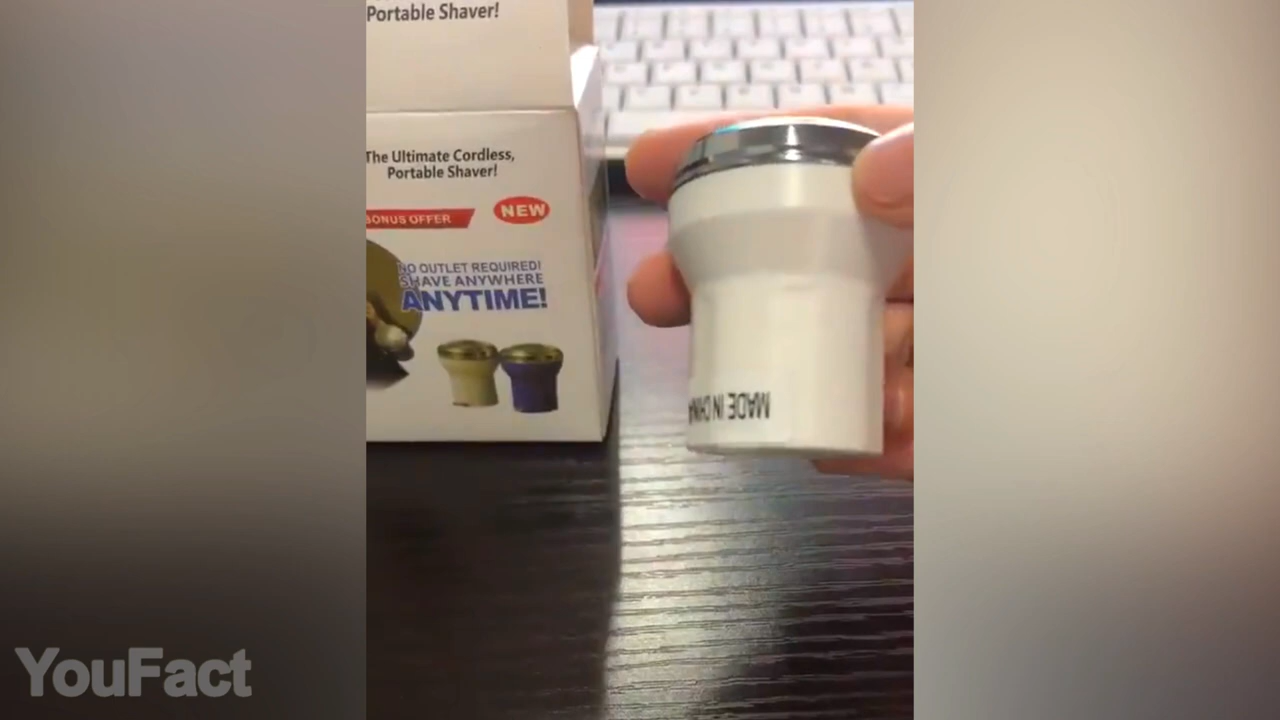 Portable Shaver!
The Ultimate Cordless,
Portable Shaver!
BONUS OFFER
NEW
NO OUTLET REQUIRED!
SHAVE ANYWHERE
ANYTIME!
MADE IN CHINA
YouFact